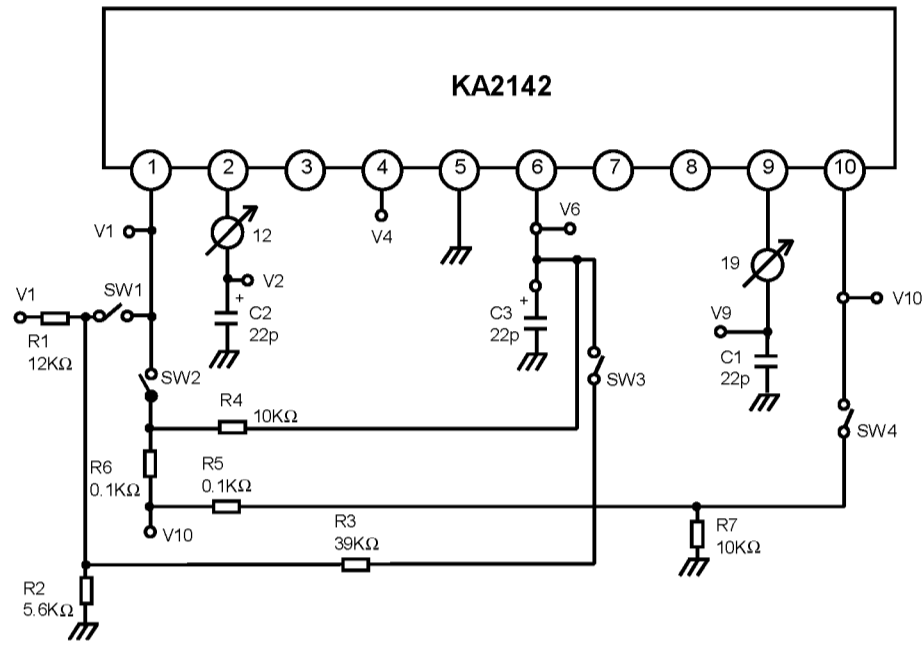 KA2142
1 2 3 4 5 6 7 8 9 10
V1
12
V4
V6
19
V10
V1
SW1
V2
+
C2
22p
+
C3
22p
V9
C1
22p
R1
12KΩ
SW2
SW3
R4
10KΩ
SW4
R6
0.1KΩ
R5
0.1KΩ
V10
R3
39KΩ
R7
10KΩ
R2
5.6KΩ